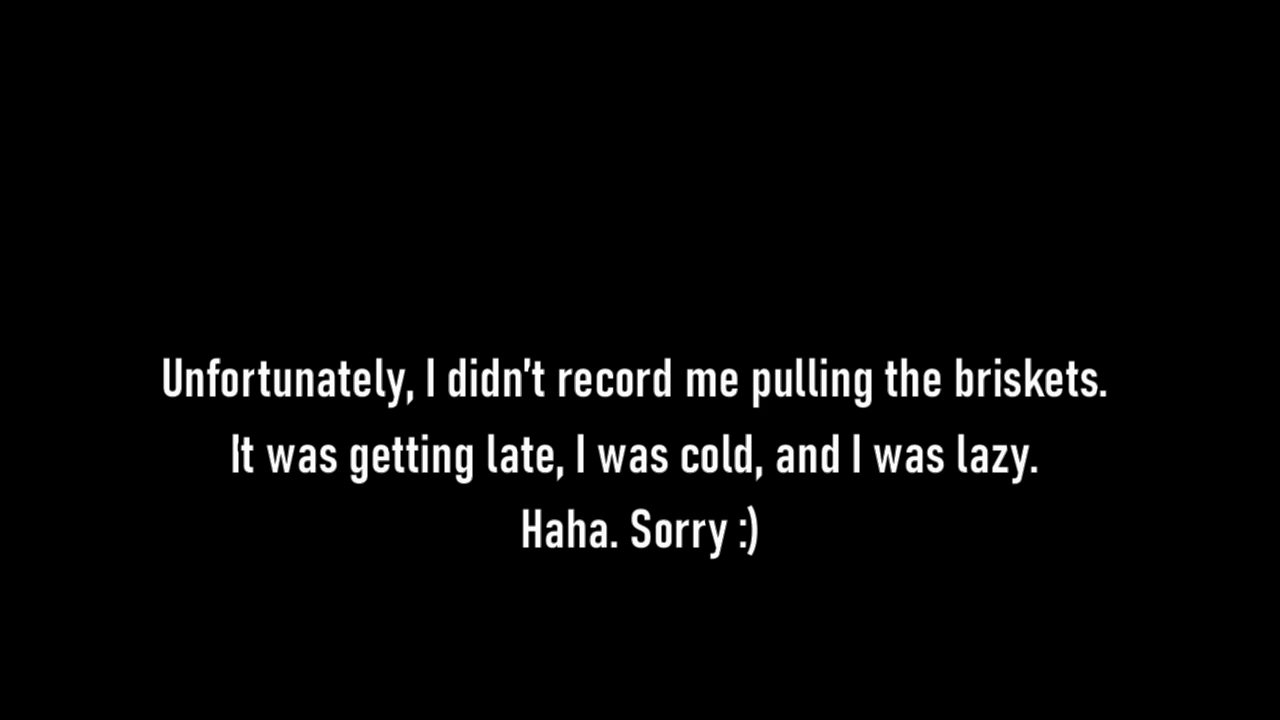 Unfortunately, I didn't record me pulling the briskets.
It was getting late, I was cold, and I was lazy.
Haha. Sorry :)